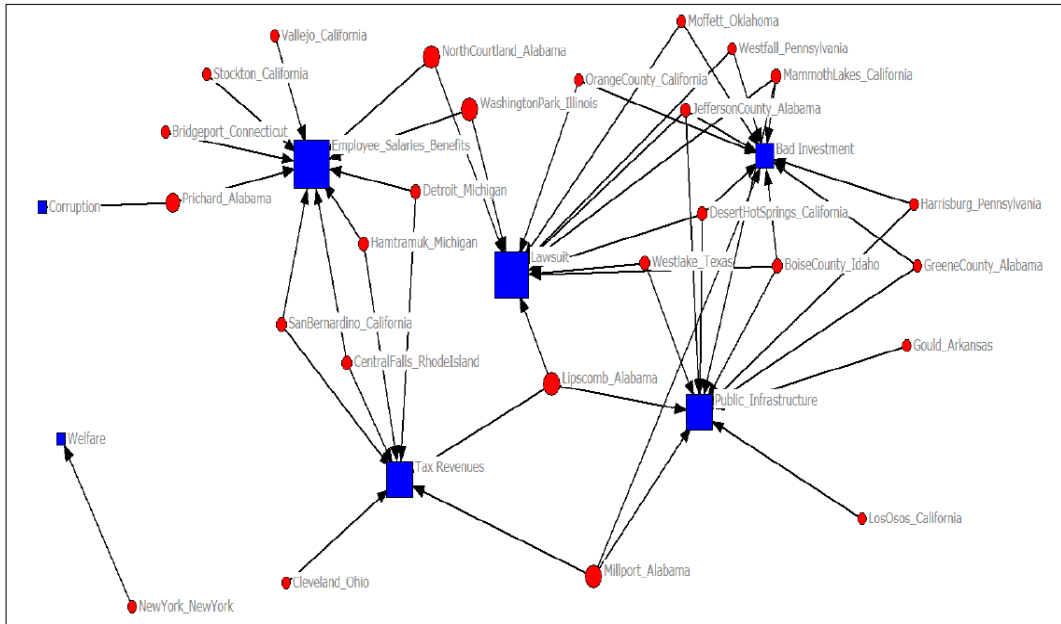 Moffett_Oklahoma
Vallejo_California
NorthCourtland_Alabama
Westfall_Pennsylvania
Stockton_California
OrangeCounty_California
MammothLakes_California
WashingtonPark_Illinois
JeffersonCounty_Alabama
Bridgeport_Connecticut
Employee_Salaries_Benefits
Bad Investment
Detroit_Michigan
Prichard_Alabama
Corruption
Harrisburg_Pennsylvania
DesertHotSprings_California
Hamtramuk_Michigan
Lawsuit
Westlake_Texas
BoiseCounty_Idaho
GreeneCounty_Alabama
SanBernardino_California
Gould_Arkansas
CentralFalls_RhodeIsland
Lipscomb_Alabama
Public_Infrastructure
Welfare
Tax Revenues
LosOsos_California
Cleveland_Ohio
Millport_Alabama
NewYork_NewYork